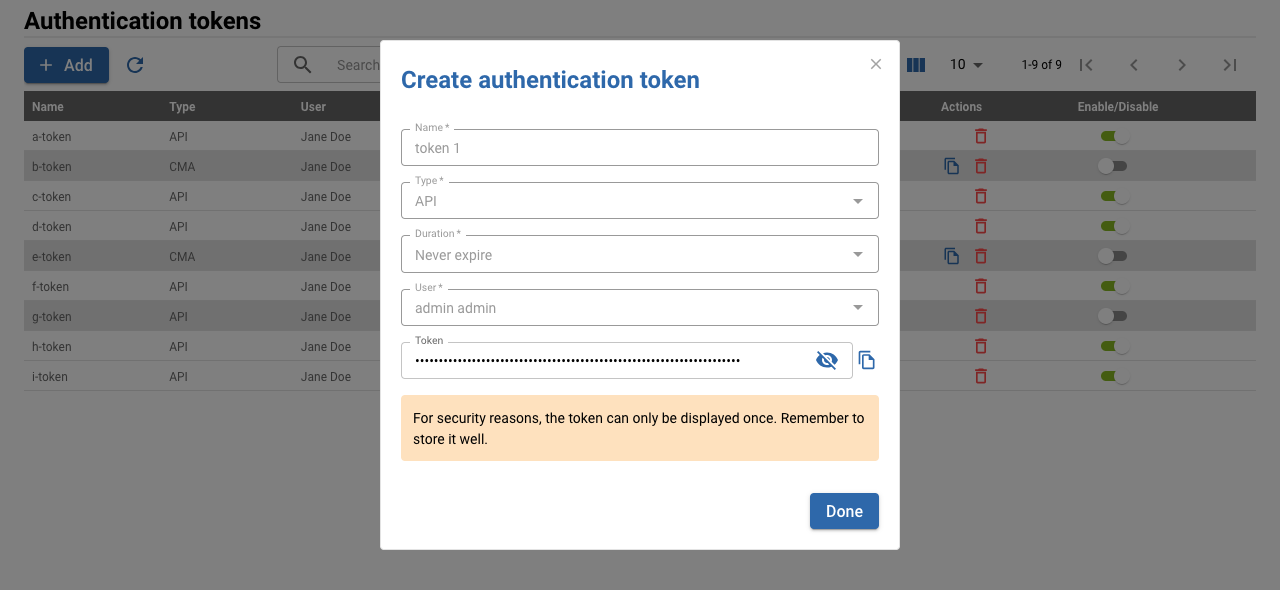 Authentication tokens
Add
Search
10
1-9 of 9
Name Type User Actions Enable/Disable
a-token API Jane Doe
b-token CMA Jane Doe
c-token API Jane Doe
d-token API Jane Doe
e-token CMA Jane Doe
f-token API Jane Doe
g-token API Jane Doe
h-token API Jane Doe
i-token API Jane Doe
Create authentication token
Name *
token 1
Type *
API
Duration *
Never expire
User *
admin admin
Token
For security reasons, the token can only be displayed once. Remember to
store it well.
Done